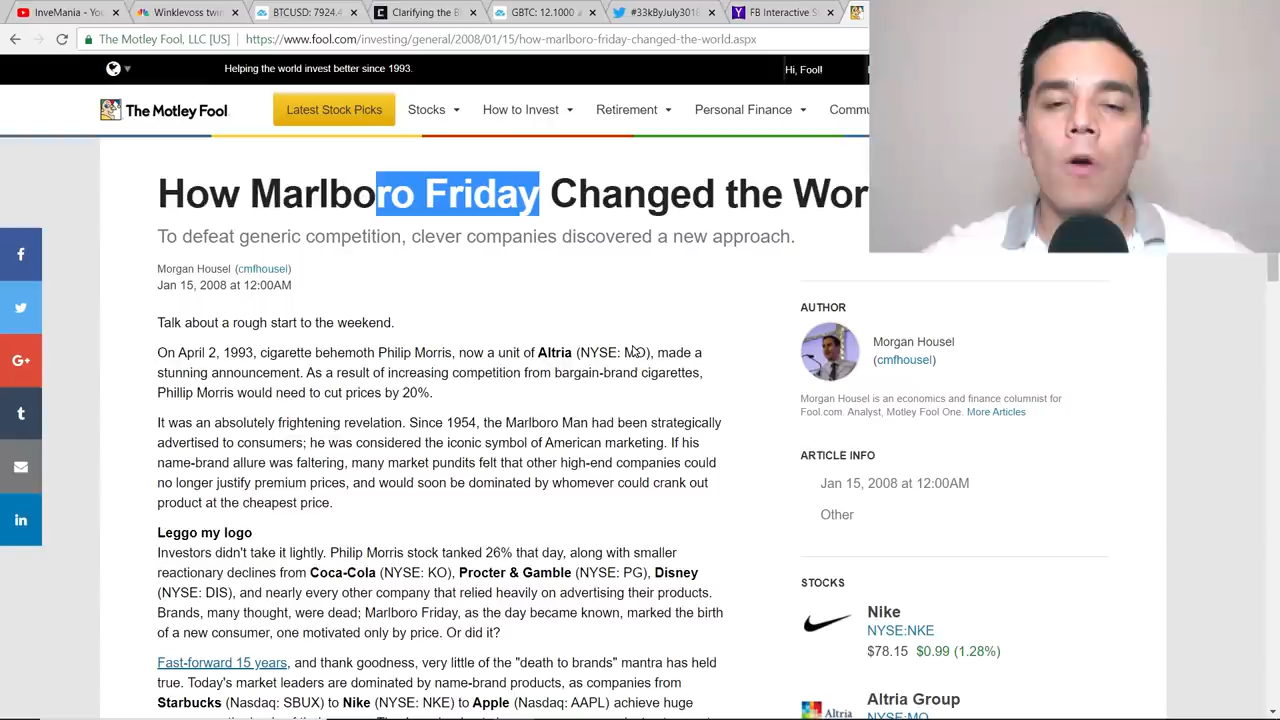 InveMania - You
Winklevoss twin
BTCUSD: 7924.4
Clarifying the B
GBTC: 12.1000
#33kByJuly3018
FB Interactive S
The Motley Fool, LLC [US] https://www.fool.com/investing/general/2008/01/15/how-marlboro-friday-changed-the-world.aspx
Helping the world invest better since 1993.
Hi, Fool!
The Motley Fool
Latest Stock Picks
Stocks
How to Invest
Retirement
Personal Finance
Commu
How Marlboro Friday Changed the Wor
To defeat generic competition, clever companies discovered a new approach.
Morgan Housel (cmfhousel)
Jan 15, 2008 at 12:00AM
Talk about a rough start to the weekend.
On April 2, 1993, cigarette behemoth Philip Morris, now a unit of Altria (NYSE: MO), made a
stunning announcement. As a result of increasing competition from bargain-brand cigarettes,
Phillip Morris would need to cut prices by 20%.
It was an absolutely frightening revelation. Since 1954, the Marlboro Man had been strategically
advertised to consumers; he was considered the iconic symbol of American marketing. If his
name-brand allure was faltering, many market pundits felt that other high-end companies could
no longer justify premium prices, and would soon be dominated by whomever could crank out
product at the cheapest price.
Leggo my logo
Investors didn't take it lightly. Philip Morris stock tanked 26% that day, along with smaller
reactionary declines from Coca-Cola (NYSE: KO), Procter & Gamble (NYSE: PG), Disney
(NYSE: DIS), and nearly every other company that relied heavily on advertising their products.
Brands, many thought, were dead; Marlboro Friday, as the day became known, marked the birth
of a new consumer, one motivated only by price. Or did it?
Fast-forward 15 years, and thank goodness, very little of the "death to brands" mantra has held
true. Today's market leaders are dominated by name-brand products, as companies from
Starbucks (Nasdaq: SBUX) to Nike (NYSE: NKE) to Apple (Nasdaq: AAPL) achieve huge
AUTHOR
Morgan Housel
(cmfhousel)
Morgan Housel is an economics and finance columnist for
Fool.com. Analyst, Motley Fool One. More Articles
ARTICLE INFO
Jan 15, 2008 at 12:00AM
Other
STOCKS
Nike
NYSE:NKE
$78.15 $0.99 (1.28%)
Altria Group
Altria
NYSE:MO